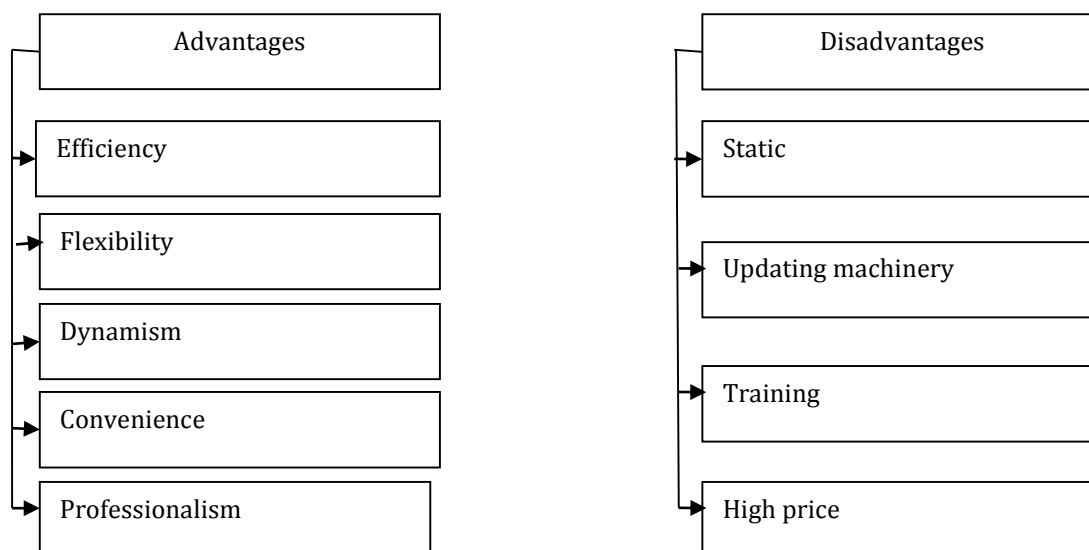 Advantages
Efficiency
Flexibility
Dynamism
Convenience
Professionalism
Disadvantages
Static
Updating machinery
Training
High price